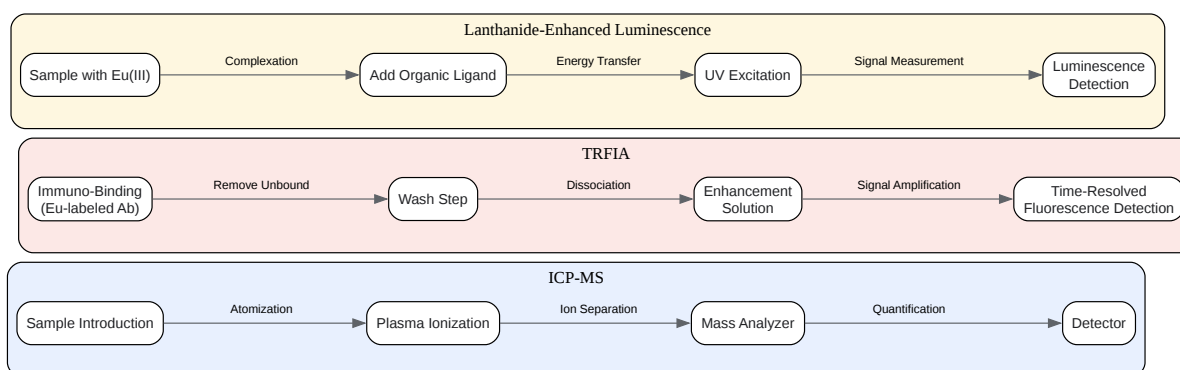 Lanthanide-Enhanced Luminescence
Sample with Eu(III)
Complexation
Add Organic Ligand
Energy Transfer
UV Excitation
Signal Measurement
Luminescence
Detection
TRFIA
Immuno-Binding
(Eu-labeled Ab)
Remove Unbound
Wash Step
Dissociation
Enhancement
Solution
Signal Amplification
Time-Resolved
Fluorescence Detection
ICP-MS
Sample Introduction
Atomization
Plasma Ionization
Ion Separation
Mass Analyzer
Quantification
Detector